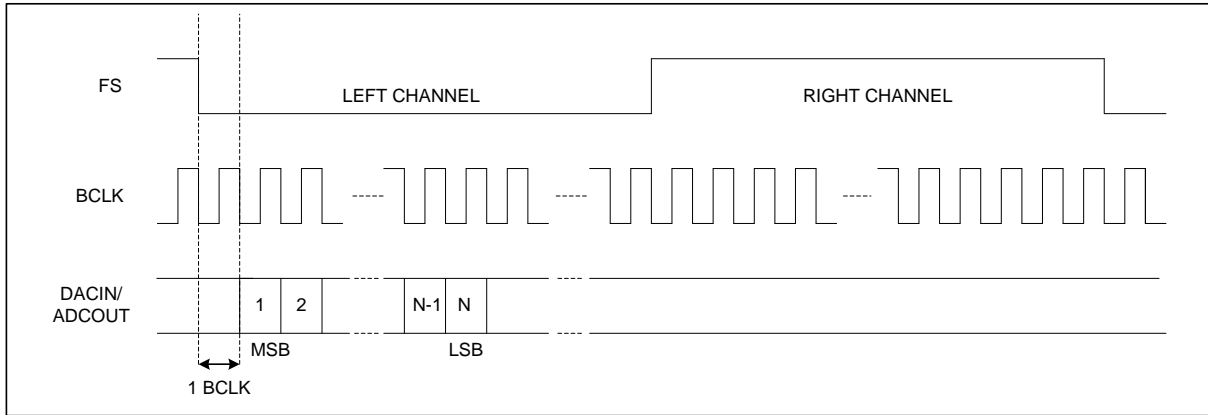 FS
LEFT CHANNEL
RIGHT CHANNEL
BCLK
DACIN/
ADCOUT
1
2
N-1
N
MSB
LSB
1 BCLK